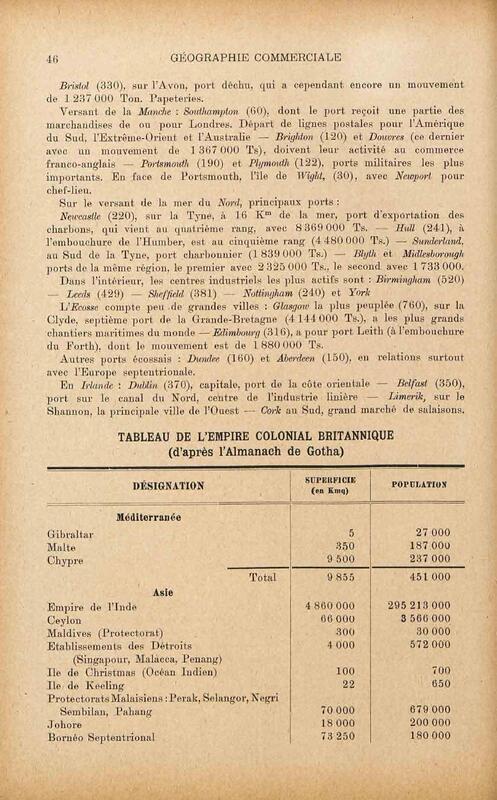 46
GÉOGRAPHIE COMMERCIALE
Bristol (330), sur l'Avon, port déchu, qui a cependant encore un mouvement
de 1 237 000 Ton. Papeteries.
Versant de la Manche : Southampton (60), dont le port reçoit une partie des
marchandises de ou pour Londres. Départ de lignes postales pour l'Amérique
du Sud, l'Extrême-Orient et l'Australie — Brighton (120) et Douvres (ce dernier
avec un mouvement de 1 367 000 Ts), doivent leur activité au commerce
franco-anglais — Portsmouth (190) et Plymouth (122), ports militaires les plus
importants. En face de Portsmouth, l'île de Wight, (30), avec Newport pour
chef-lieu.
Sur le versant de la mer du Nord, principaux ports :
Newcastle (220), sur la Tyne, à 16 Km de la mer, port d'exportation des
charbons, qui vient au quatrième rang, avec 8 369 000 Ts. — Hull (241), à
l'embouchure de l'Humber, est au cinquième rang (4 480 000 Ts.) — Sunderland,
au Sud de la Tyne, port charbonnier (1 839 000 Ts.) — Blyth et Midlesborough
ports de la même région, le premier avec 2 325 000 Ts., le second avec 1 733 000.
Dans l'intérieur, les centres industriels les plus actifs sont : Birmingham (520)
— Leeds (429) — Sheffield (381) — Nottingham (240) et York
L'Ecosse compte peu de grandes villes : Glasgow la plus peuplée (760), sur la
Clyde, septième port de la Grande-Bretagne (4 144 000 Ts.), a les plus grands
chantiers maritimes du monde — Edimbourg (316), a pour port Leith (à l'embouchure
du Forth), dont le mouvement est de 1 880 000 Ts.
Autres ports écossais : Dundee (160) et Aberdeen (150), en relations surtout
avec l'Europe septentrionale.
En Irlande : Dublin (370), capitale, port de la côte orientale — Belfast (350),
port sur le canal du Nord, centre de l'industrie linière — Limerik, sur le
Shannon, la principale ville de l'Ouest — Cork au Sud, grand marché de salaisons.
TABLEAU DE L'EMPIRE COLONIAL BRITANNIQUE
(d'après l'Almanach de Gotha)
DÉSIGNATION SUPERFICIE (en Kmq) POPULATION
Méditerranée
Gibraltar 5 27 000
Malte 350 187 000
Chypre 9 500 237 000
Total 9 855 451 000
Asie
Empire de l'Inde 4 860 000 295 213 000
Ceylon 66 000 3 566 000
Maldives (Protectorat) 300 30 000
Etablissements des Détroits 4 000 572 000
(Singapour, Malacca, Penang)
Ile de Christmas (Océan Indien) 100 700
Ile de Keeling 22 650
Protectorats Malaisiens : Perak, Selangor, Negri
Sembilan, Pahang 70 000 679 000
Johore 18 000 200 000
Bornéo Septentrional 73 250 180 000